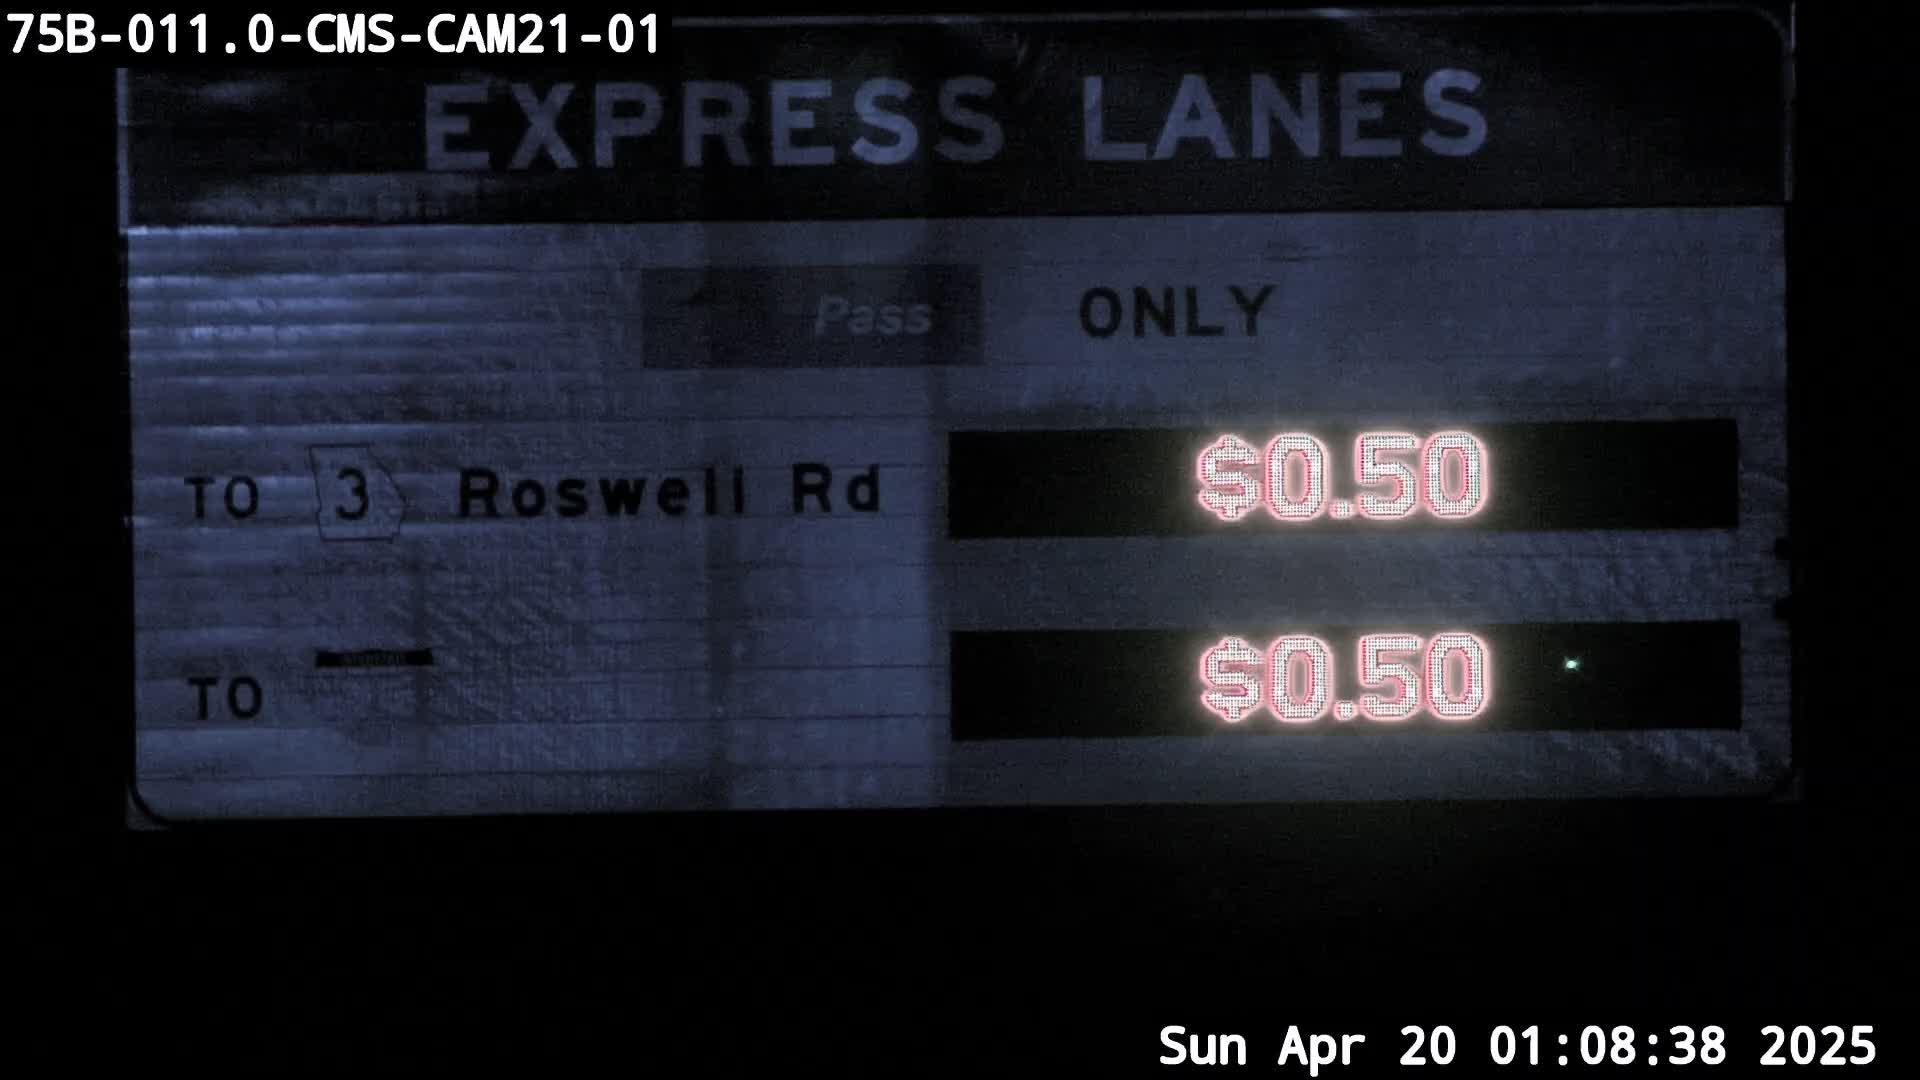 75B-011.0-CMS-CAM21-01
EXPRESS LANES
Pass ONLY
TO 3 Roswell Rd $0.50
TO $0.50
Sun Apr 20 01:08:38 2025